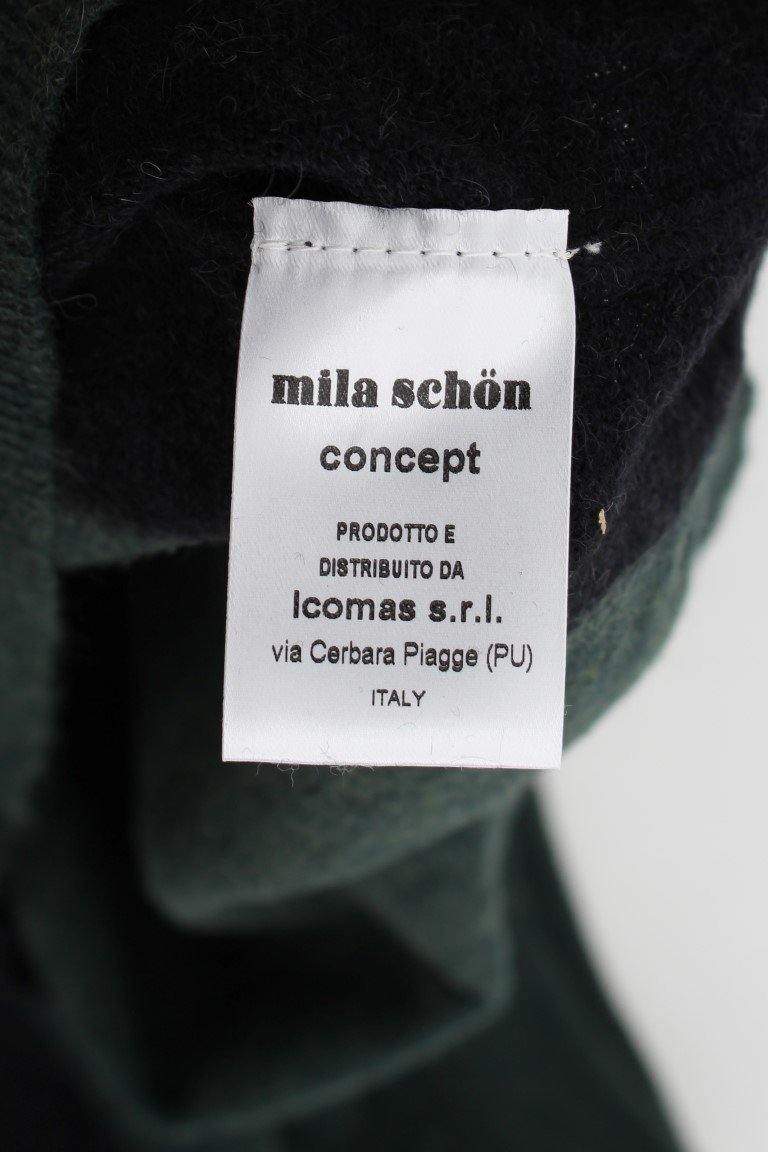 mila schön
concept
PRODOTTO E
DISTRIBUITO DA
Icomas s.r.l.
via Cerbara Piagge (PU)
ITALY